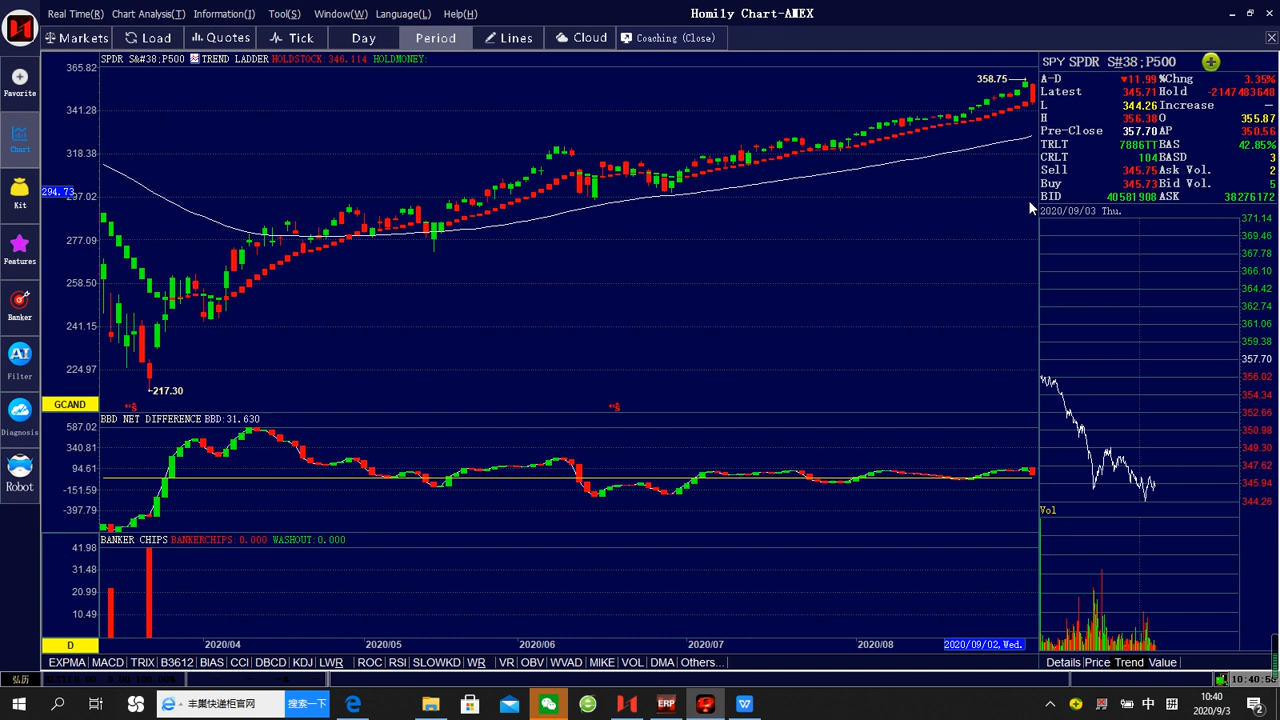 Real Time(R) Chart Analysis(T) Information(I) Tool(S) Window(W) Language(L) Help(H) Homily Chart-AMEX
Markets Load Quotes Tick Day Period Lines Cloud Coaching (Close)
SPDR S&#38;P500 TREND LADDER HOLDSTOCK:346.114 HOLDMONEY:
365.82
358.75
341.28
318.38
294.73
297.02
277.09
258.50
241.15
224.97
217.30
GCAND
BBD NET DIFFERENCE BBD:31.630
587.02
340.81
94.61
-151.59
-397.79
BANKER CHIPS BANKERCHIPS:0.000 WASHOUT:0.000
41.98
31.48
20.99
10.49
D 2020/04 2020/05 2020/06 2020/07 2020/08 2020/09/02,Wed.
EXPMA MACD TRIX B3612 BIAS CCI DBCD KDJ LWR ROC RSI SLOWKD WR VR OBV WVAD MIKE VOL DMA Others...
Favorite
Chart
Kit
Features
Banker
AI
Filter
Diagnosis
Robot
SPY SPDR S#38;P500
A-D ▼11.99 %Chng 3.35%
Latest 345.71 Hold -2147483648
L 344.26 Increase —
H 356.38 O 355.87
Pre-Close 357.70 AP 350.56
TRLT 7886TT BAS 42.85%
CRLT 104 BASD 3
Sell 345.75 Ask Vol. 2
Buy 345.73 Bid Vol. 5
BID 40581908 ASK 38276172
2020/09/03 Thu.
371.14
369.46
367.78
366.10
364.42
362.74
361.06
359.38
357.70
356.02
354.34
352.66
350.98
349.30
347.62
345.94
344.26
Vol
Details Price Trend Value
弘历
10:40:58
丰巢快递柜官网 搜索一下
ERP
W
中
10:40
2020/9/3